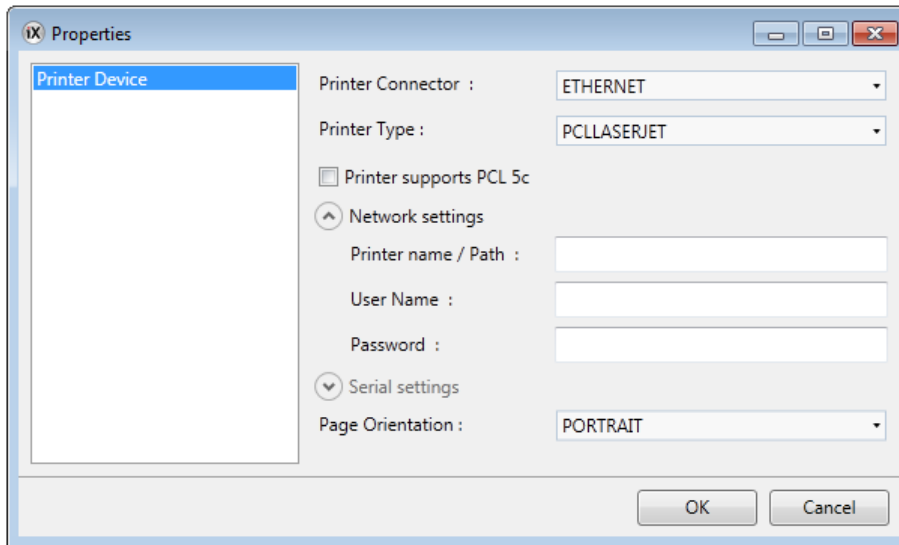 iX Properties
Printer Device
Printer Connector :
ETHERNET
Printer Type :
PCLLASERJET
Printer supports PCL 5c
Network settings
Printer name / Path :
User Name :
Password :
Serial settings
Page Orientation :
PORTRAIT
OK
Cancel